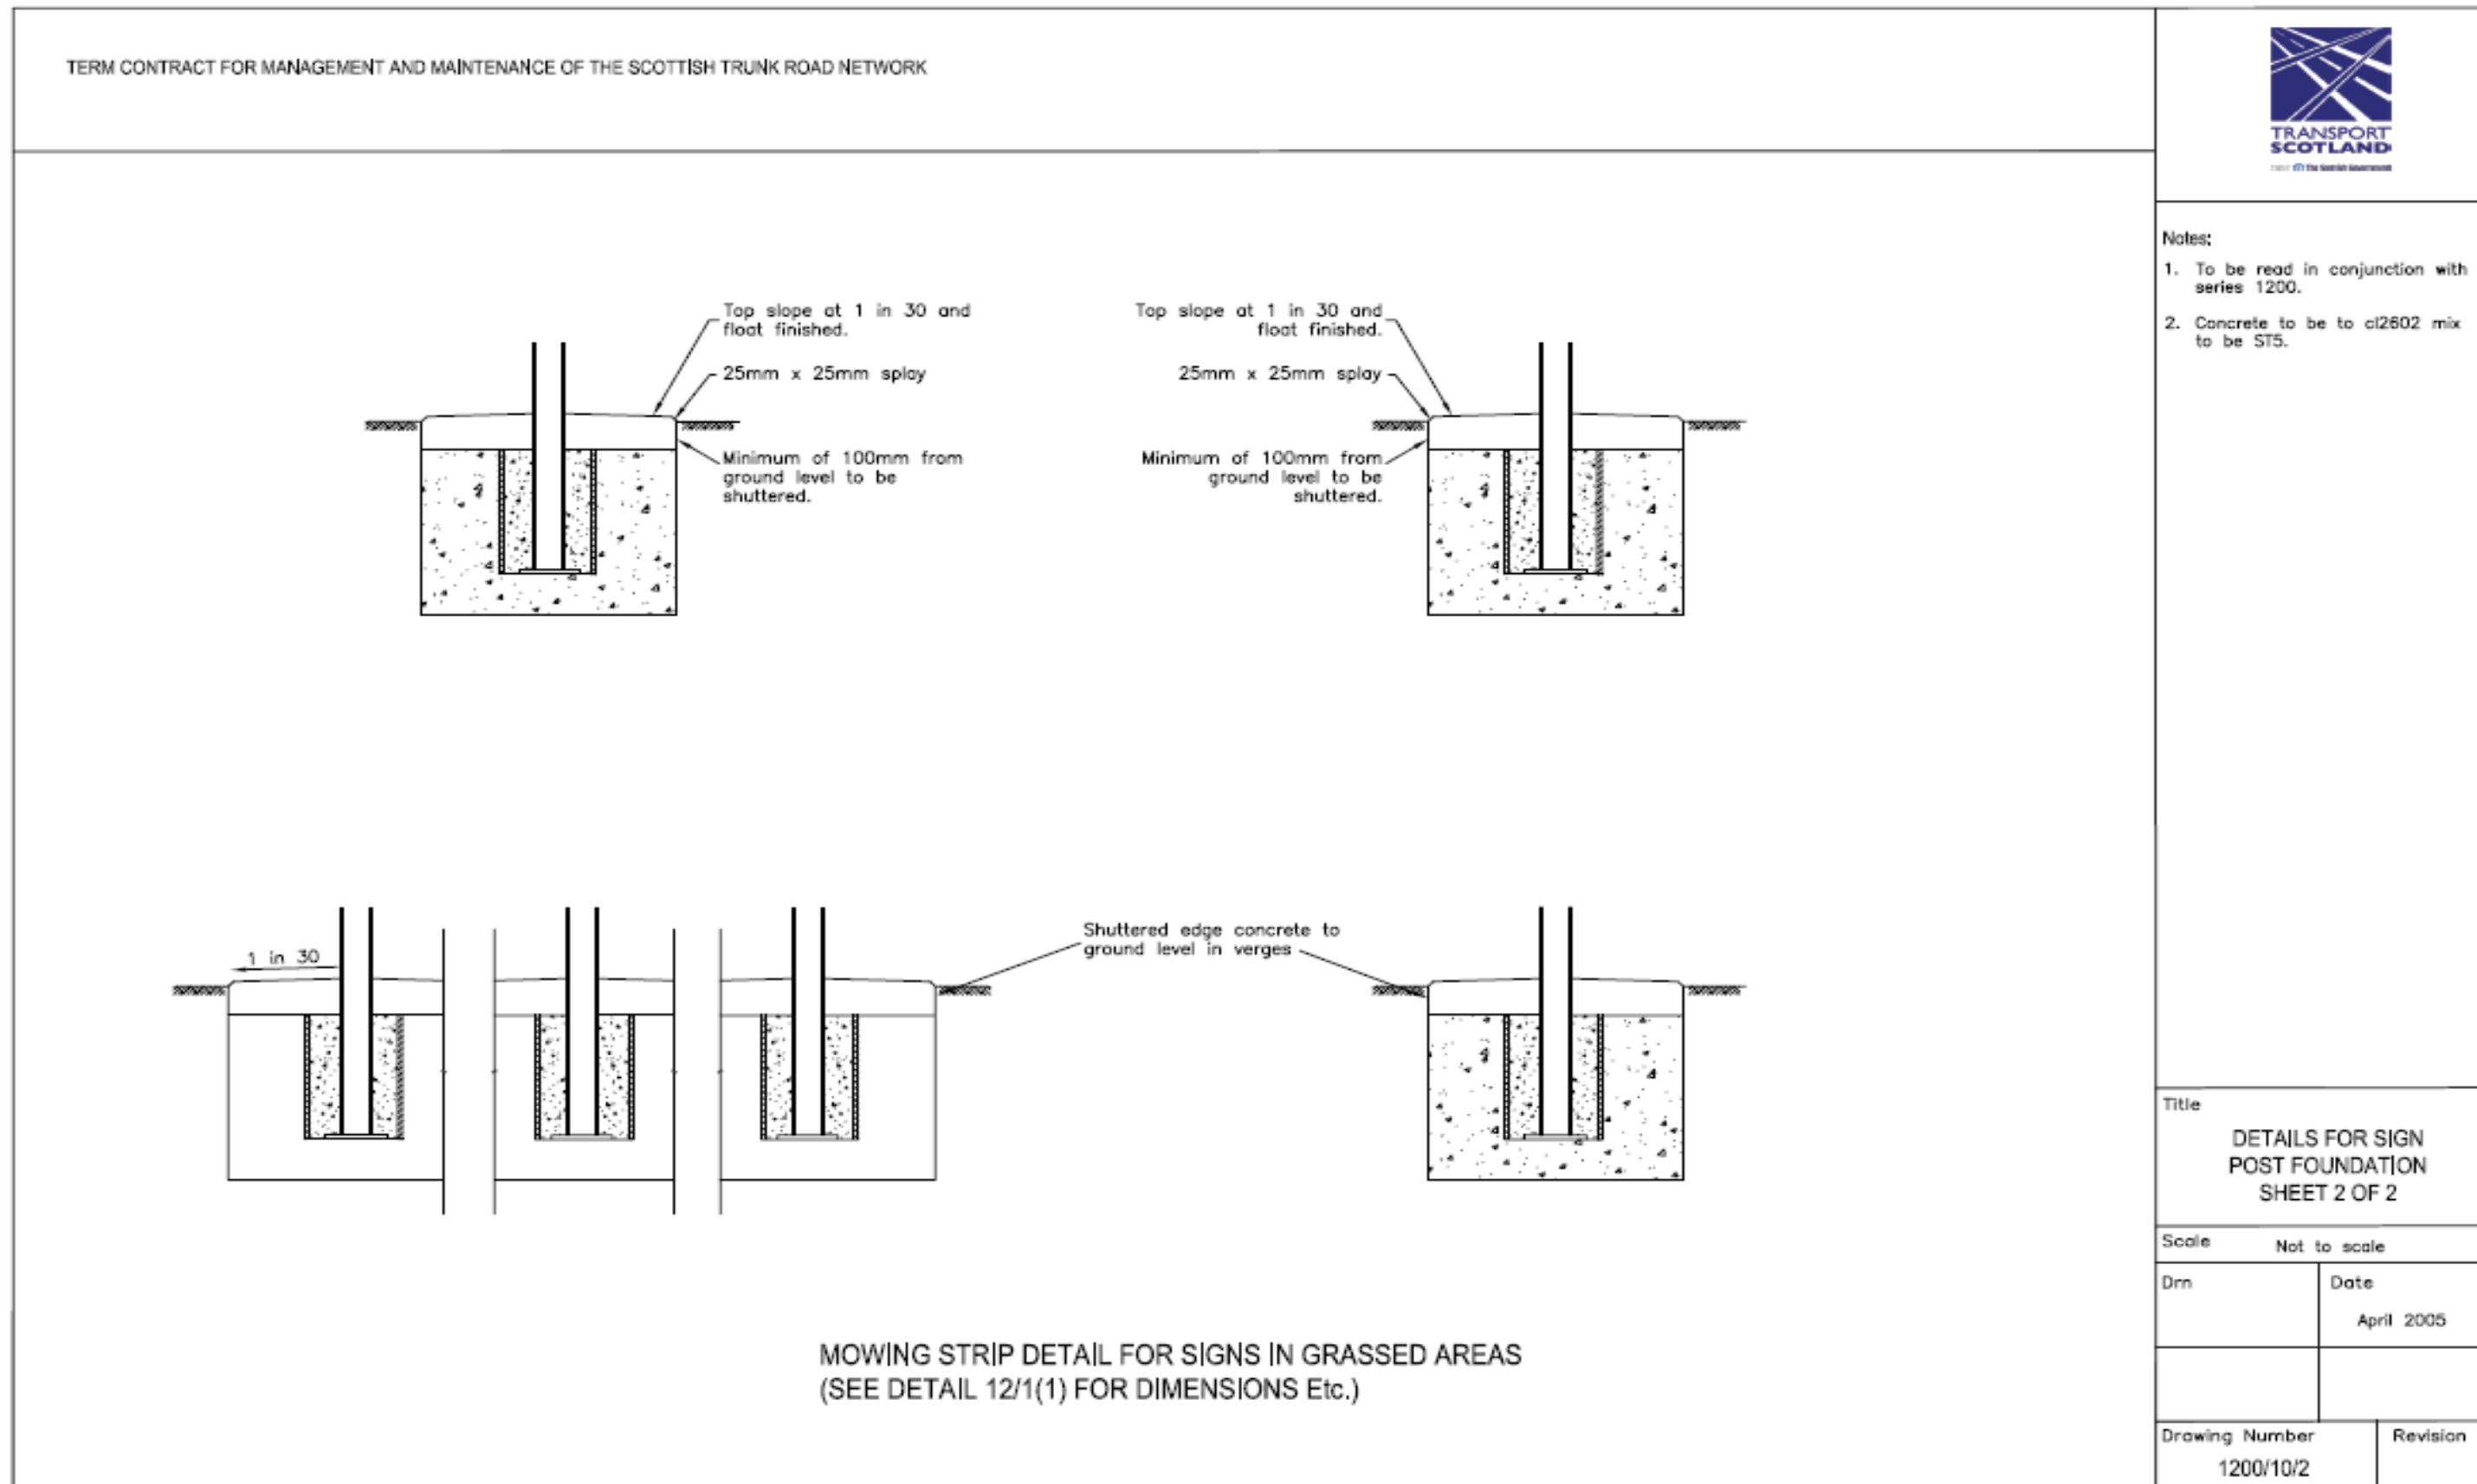 TERM CONTRACT FOR MANAGEMENT AND MAINTENANCE OF THE SCOTTISH TRUNK ROAD NETWORK
TRANSPORT
SCOTLAND
The Scottish Government
Notes:
1. To be read in conjunction with
series 1200.
2. Concrete to be to cl2602 mix
to be ST5.
Top slope at 1 in 30 and
float finished.
25mm x 25mm splay
Minimum of 100mm from
ground level to be
shuttered.
Top slope at 1 in 30 and
float finished.
25mm x 25mm splay
Minimum of 100mm from
ground level to be
shuttered.
1 in 30
Shuttered edge concrete to
ground level in verges
MOWING STRIP DETAIL FOR SIGNS IN GRASSED AREAS
(SEE DETAIL 12/1(1) FOR DIMENSIONS Etc.)
Title
DETAILS FOR SIGN
POST FOUNDATION
SHEET 2 OF 2
Scale Not to scale
Drn Date
April 2005
Drawing Number Revision
1200/10/2